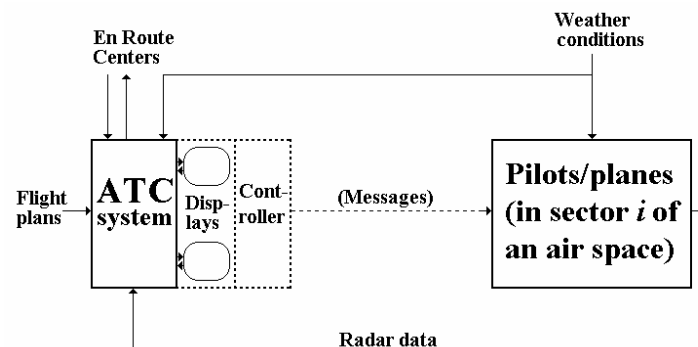 Weather
conditions
En Route
Centers
Flight
plans
ATC
system
Disp-
lays
Cont-
roller
(Messages)
Pilots/planes
(in sector i of
an air space)
Radar data